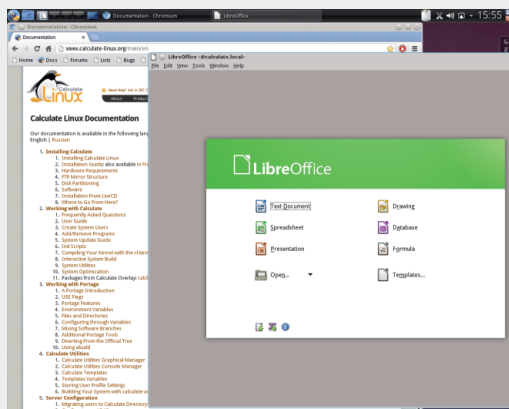 Documentation - Chromium
LibreOffice
15:55
Documentation - Chromium
Documentation
www.calculate-linux.org/main/en
Home Docs Forums Lists Bugs
LibreOffice -@calculate.local-
File Edit View Tools Window Help
Calculate
Linux
Need help? Ask in IRC
About Product
Calculate Linux Documentation
Our documentation is available in the following lang
English | Russian
1. Installing Calculate
1. Installing Calculate Linux
2. Installation Guide: also available in Fr
3. Hardware Requirements
4. FTP Mirror Structure
5. Disk Partitioning
6. Software
7. Installation from LiveCD
8. Where to Go From Here?
2. Working with Calculate
1. Frequently Asked Questions
2. User Guide
3. Create System Users
4. Add/Remove Programs
5. System Update Guide
6. Init Scripts
7. Compiling Your Kernel with the cl-kern
8. Interactive System Build
9. System Utilities
10. System Optimization
11. Packages from Calculate Overlay: cal
3. Working with Portage
1. A Portage Introduction
2. USE Flags
3. Portage Features
4. Environment Variables
5. Files and Directories
6. Configuring through Variables
7. Mixing Software Branches
8. Additional Portage Tools
9. Diverting from the Official Tree
10. Using ebuild
4. Calculate Utilities
1. Calculate Utilities Graphical Manager
2. Calculate Utilities Console Manager
3. Calculate Templates
4. Templates Variables
5. Storing User Profile Settings
6. Building Your System with calculate-as
5. Server Configuration
1. Migrating users to Calculate Directory
LibreOffice
Text Document
Drawing
Spreadsheet
Database
Presentation
Formula
Open...
Templates...